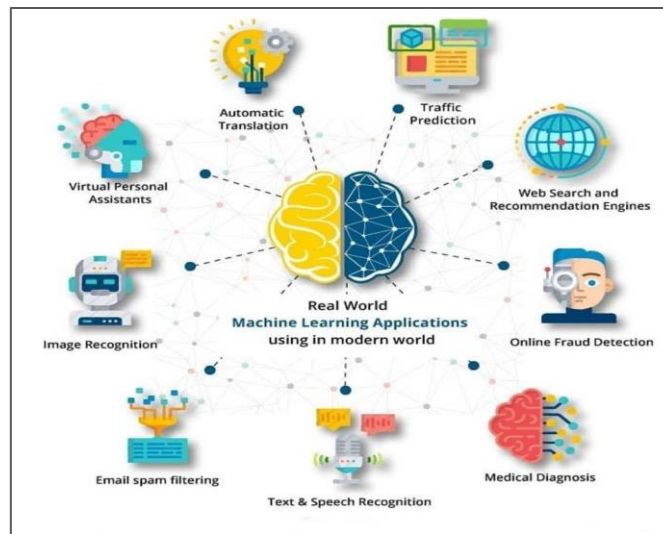 Automatic
Translation
Traffic
Prediction
Virtual Personal
Assistants
Web Search and
Recommendation Engines
Real World
Machine Learning Applications
using in modern world
Image Recognition
Online Fraud Detection
Email spam filtering
Text & Speech Recognition
Medical Diagnosis